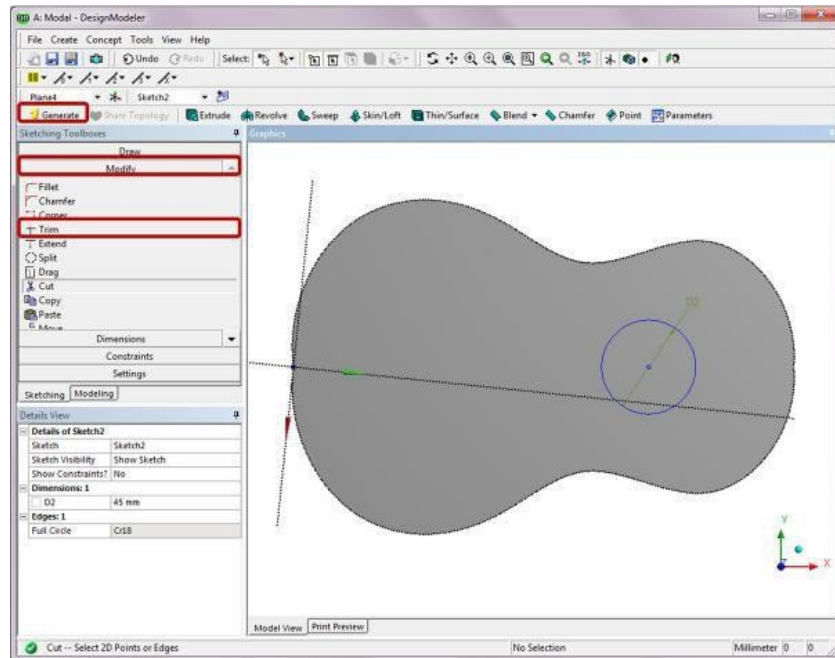 A: Modal - DesignModeler
File Create Concept Tools View Help
Undo Redo Select:
Plane4 Sketch2
Generate Share Topology Extrude Revolve Sweep Skin/Loft Thin/Surface Blend Chamfer Point Parameters
Sketching Toolboxes
Draw
Modify
Fillet
Chamfer
Corner
Trim
Extend
Split
Drag
Cut
Copy
Paste
Move
Dimensions
Constraints
Settings
Sketching Modeling
Details View
Details of Sketch2
Sketch Sketch2
Sketch Visibility Show Sketch
Show Constraints? No
Dimensions: 1
D2 45 mm
Edges: 1
Full Circle Cr18
Graphics
D2
Y
X
Model View Print Preview
Cut -- Select 2D Points or Edges No Selection Millimeter 0 0